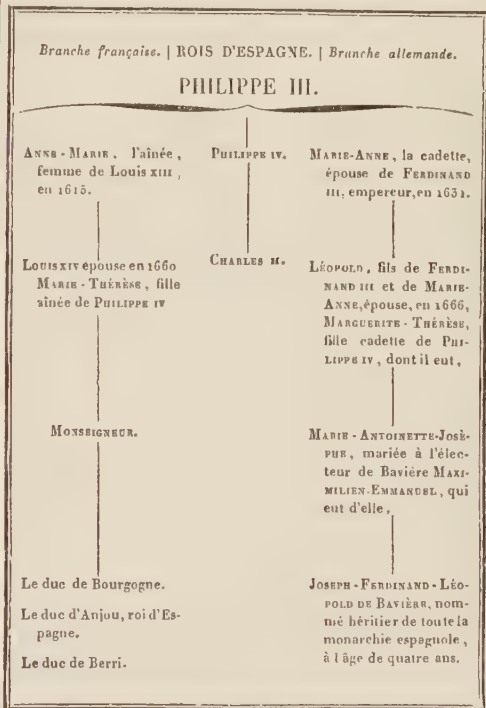 Branche française. | ROIS D'ESPAGNE. | Branche allemande.
PHILIPPE III.
ANNE-MARIE, l'aînée,
femme de LOUIS XIII,
en 1615.
LOUIS XIV épouse en 1660
MARIE-THÉRÈSE, fille
aînée de PHILIPPE IV
MONSEIGNEUR.
Le duc de Bourgogne.
Le duc d'Anjou, roi d'Es-
pagne.
Le duc de Berri.
PHILIPPE IV.
CHARLES II.
MARIE-ANNE, la cadette,
épouse de FERDINAND
III, empereur, en 1631.
LÉOPOLD, fils de FERDI-
NAND III et de MARIE-
ANNE, épouse, en 1666,
MARGUERITE-THÉRÈSE,
fille cadette de PHI-
LIPPE IV, dont il eut,
MARIE-ANTOINETTE-JOSÈ-
PHE, mariée à l'élec-
teur de Bavière MAXI-
MILIEN-EMMANUEL, qui
eut d'elle,
JOSEPH-FERDINAND-LÉO-
POLD DE BAVIÈRE, nom-
mé héritier de toute la
monarchie espagnole,
à l'âge de quatre ans.